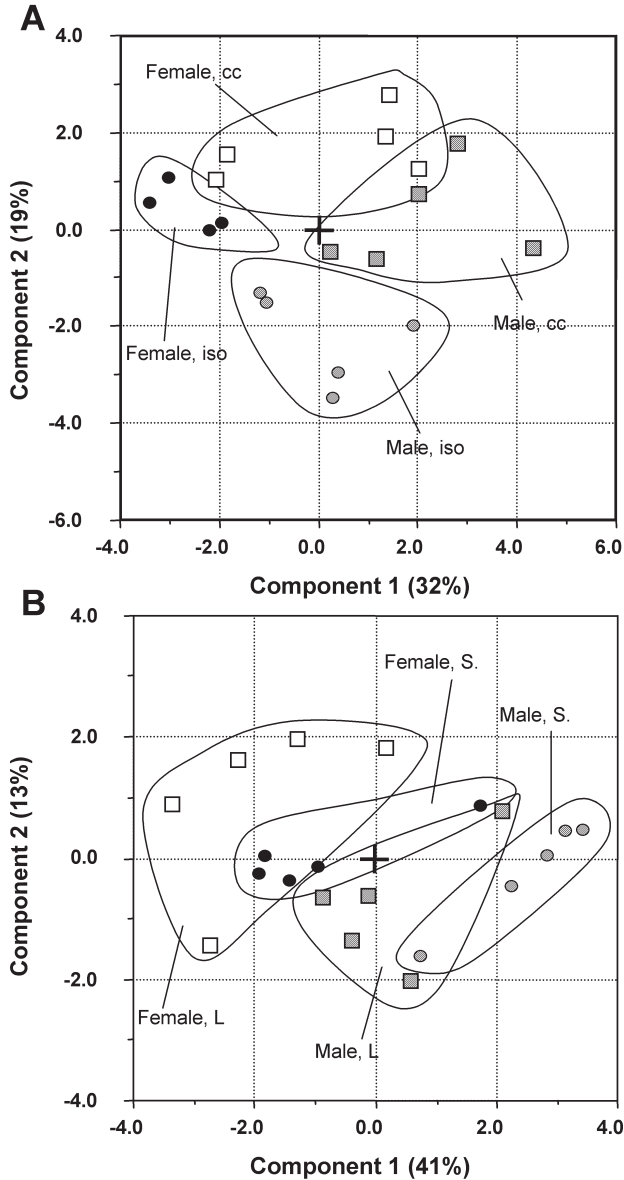 A
4.0
2.0
0.0
-2.0
-4.0
-6.0
Component 2 (19%)
Female, cc
Female, iso
Male, cc
Male, iso
-4.0 -2.0 0.0 2.0 4.0 6.0
Component 1 (32%)
B
4.0
2.0
0.0
-2.0
-4.0
Component 2 (13%)
Female, S.
Male, S.
Female, L
Male, L
-4.0 -2.0 0.0 2.0 4.0
Component 1 (41%)